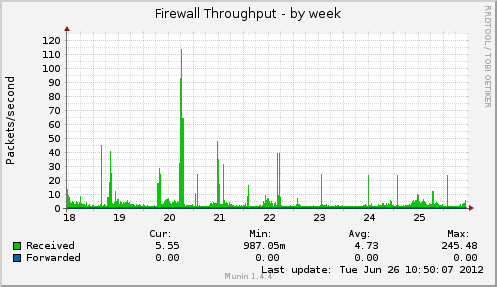 Firewall Throughput - by week
RRDTOOL / TOBI OETIKER
Packets/second
120
110
100
90
80
70
60
50
40
30
20
10
0
18 19 20 21 22 23 24 25
Cur: Min: Avg: Max:
Received 5.55 987.05m 4.73 245.48
Forwarded 0.00 0.00 0.00 0.00
Last update: Tue Jun 26 10:50:07 2012
Munin 1.4.4